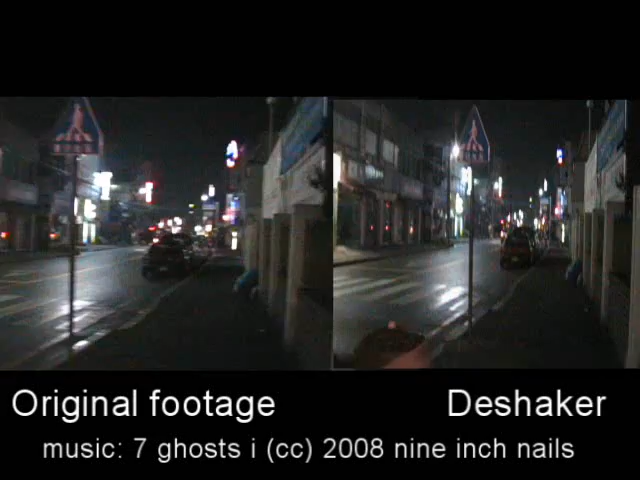 Original footage
Deshaker
music: 7 ghosts i (cc) 2008 nine inch nails